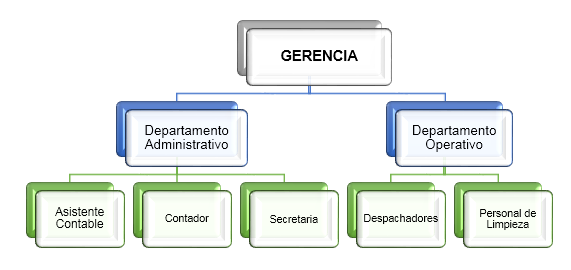 GERENCIA
Departamento
Administrativo
Departamento
Operativo
Asistente
Contable
Contador
Secretaria
Despachadores
Personal de
Limpieza